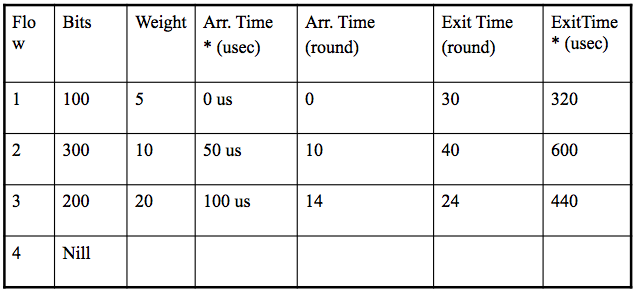 Flo Bits Weight Arr. Time Arr. Time Exit Time ExitTime
w * (usec) (round) (round) * (usec)
1 100 5 0 us 0 30 320
2 300 10 50 us 10 40 600
3 200 20 100 us 14 24 440
4 Nill